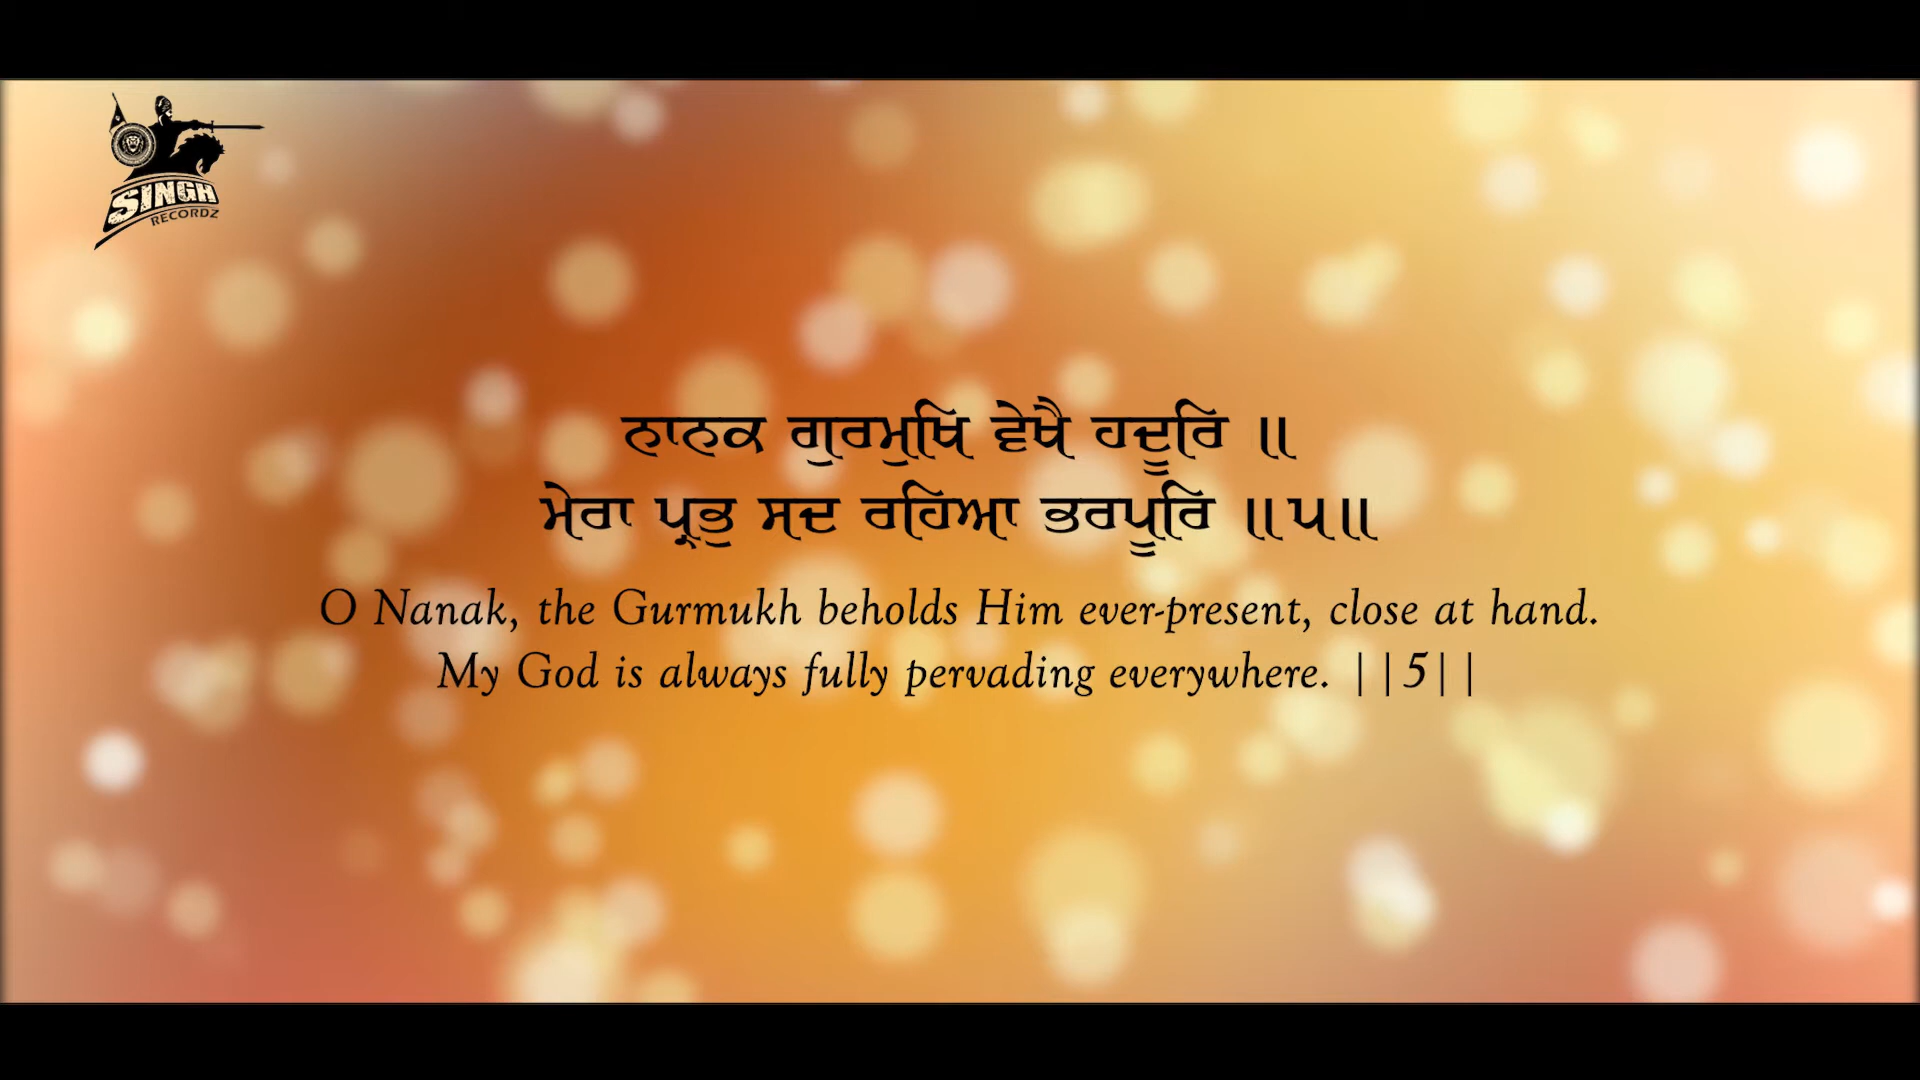 SINGH
RECORDZ
ਨਾਨਕ ਗੁਰਮੁਖਿ ਵੇਖੈ ਹਦੂਰਿ ॥
ਮੇਰਾ ਪ੍ਰਭੁ ਸਦ ਰਹਿਆ ਭਰਪੂਰਿ ॥੫॥
O Nanak, the Gurmukh beholds Him ever-present, close at hand.
My God is always fully pervading everywhere. ||5||